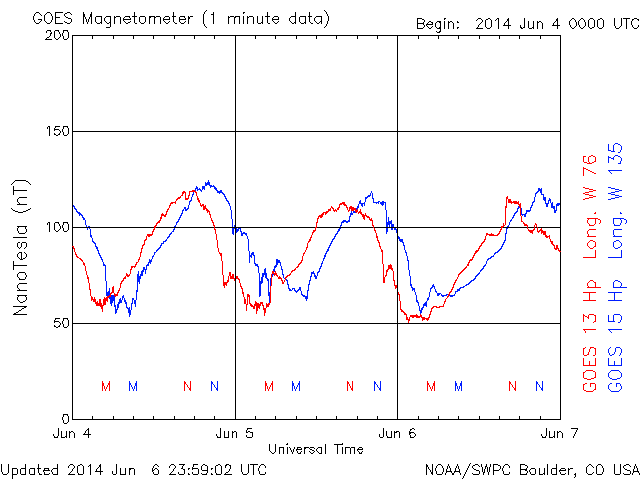 GOES Magnetometer (1 minute data)
Begin: 2014 Jun 4 0000 UTC
200
150
100
50
0
NanoTesla (nT)
M M N N M M N N M M N N
Jun 4 Jun 5 Jun 6 Jun 7
Universal Time
GOES 13 Hp Long. W 76
GOES 15 Hp Long. W 135
Updated 2014 Jun 6 23:59:02 UTC
NOAA/SWPC Boulder, CO USA